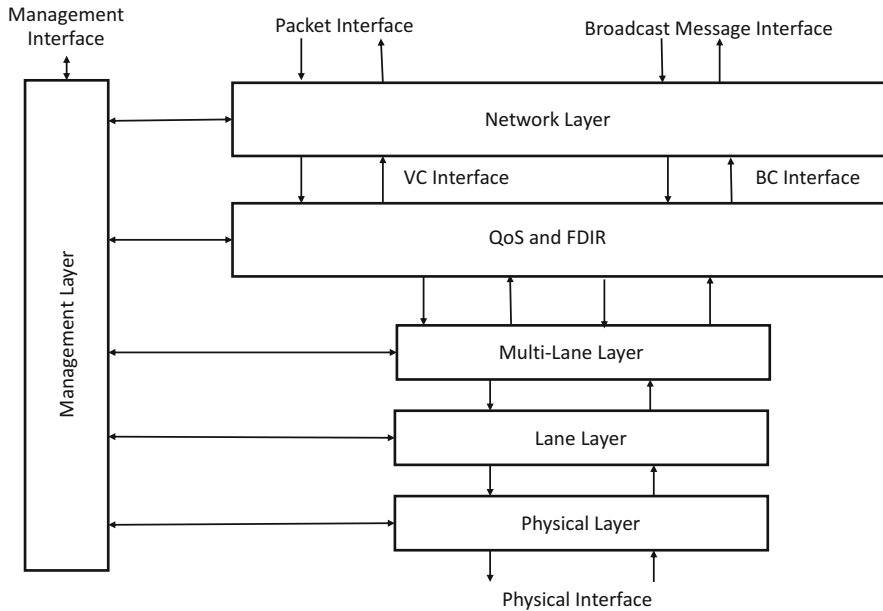 Management
Interface
Packet Interface
Broadcast Message Interface
Network Layer
VC Interface
BC Interface
QoS and FDIR
Management Layer
Multi-Lane Layer
Lane Layer
Physical Layer
Physical Interface